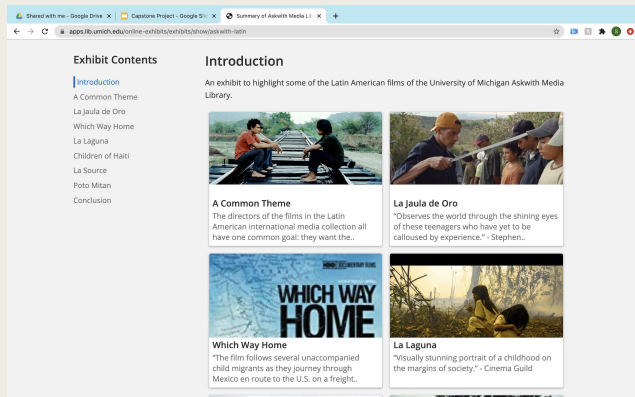 Shared with me - Google Drive
Capstone Project - Google Slid
Summary of Askwith Media Lib
apps.lib.umich.edu/online-exhibits/exhibits/show/askwith-latin
Exhibit Contents
Introduction
A Common Theme
La Jaula de Oro
Which Way Home
La Laguna
Children of Haiti
La Source
Poto Mitan
Conclusion
Introduction
An exhibit to highlight some of the Latin American films of the University of Michigan Askwith Media
Library.
A Common Theme
The directors of the films in the Latin
American international media collection all
have one common goal: they want the..
La Jaula de Oro
"Observes the world through the shining eyes
of these teenagers who have yet to be
calloused by experience." - Stephen..
HBO DOCUMENTARY FILMS
WHICH WAY
HOME
Which Way Home
"The film follows several unaccompanied
child migrants as they journey through
Mexico en route to the U.S. on a freight..
La Laguna
"Visually stunning portrait of a childhood on
the margins of society." - Cinema Guild